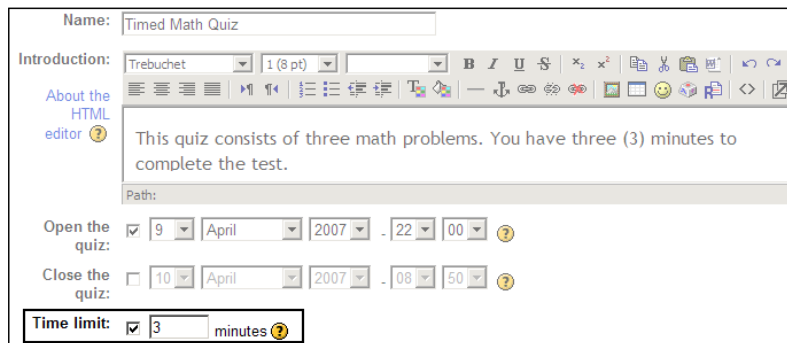 Name: Timed Math Quiz
Introduction: Trebuchet 1 (8 pt) B I U S ×₂ ×²
About the HTML editor ?
This quiz consists of three math problems. You have three (3) minutes to
complete the test.
Path:
Open the quiz: 9 April 2007 - 22 00 ?
Close the quiz: 10 April 2007 - 08 50 ?
Time limit: 3 minutes ?